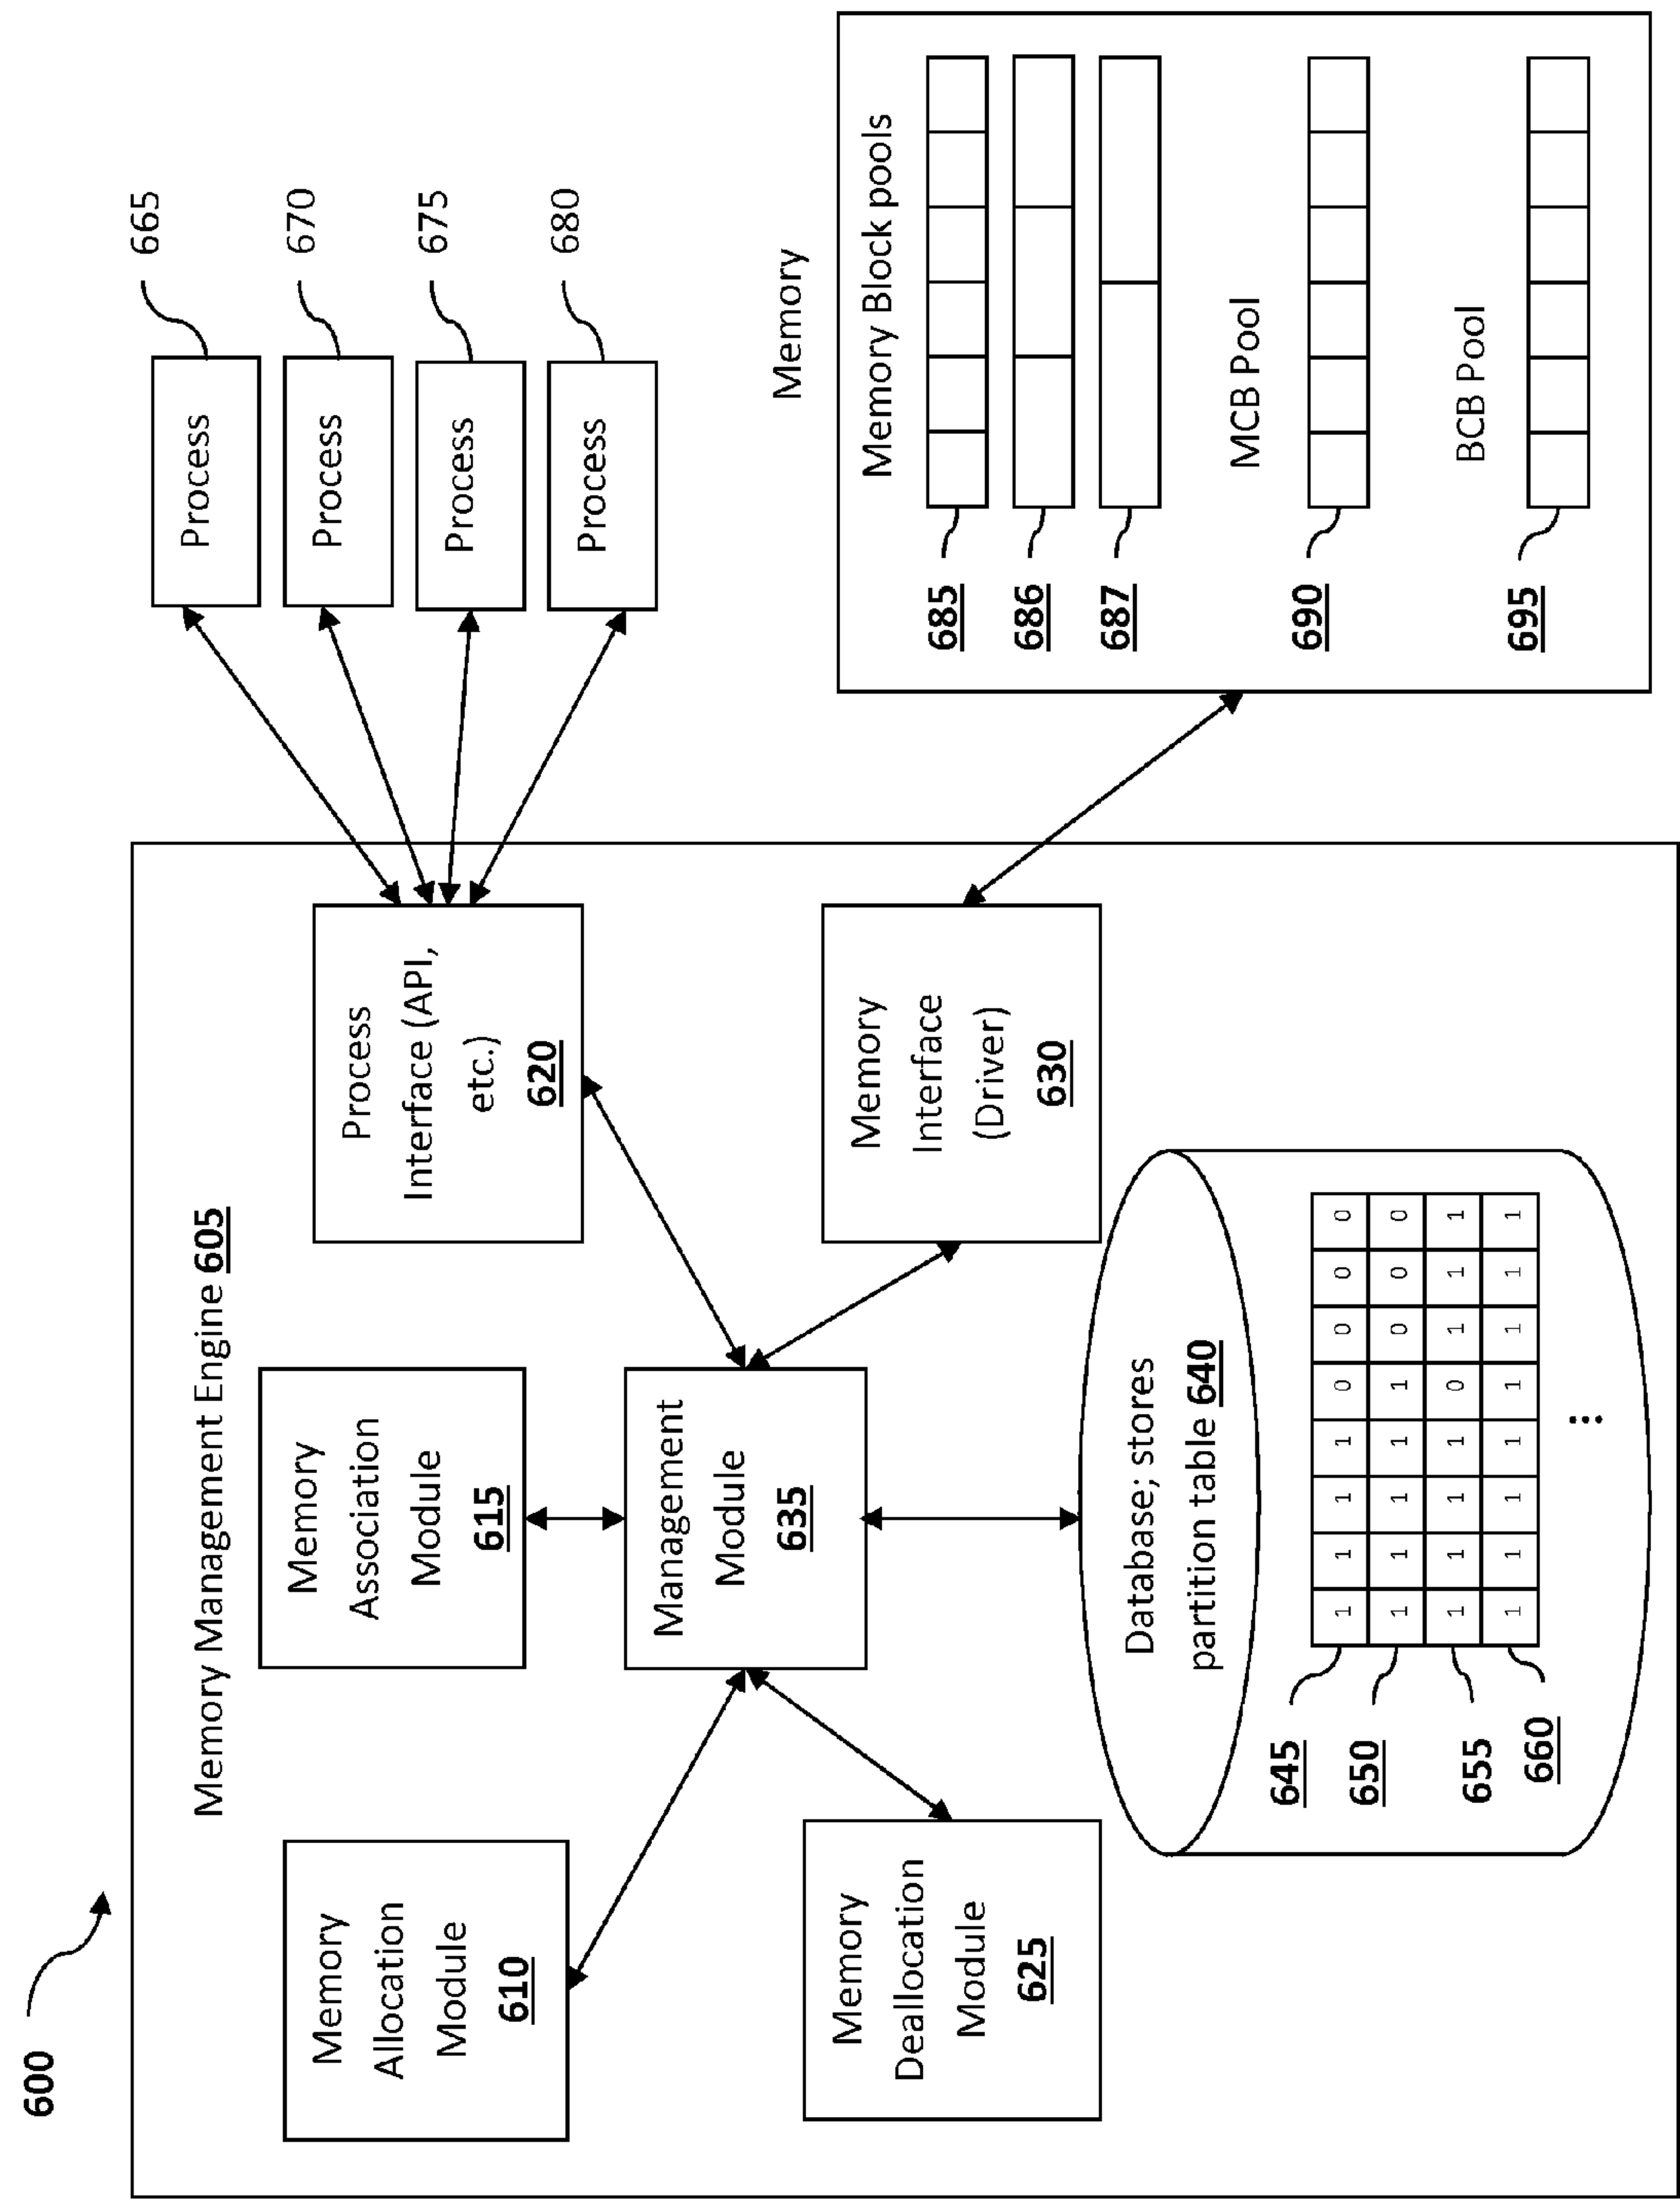 600
Memory Management Engine 605
Memory
Allocation
Module
610
Memory
Association
Module
615
Process
Interface (API,
etc.)
620
Process
665
Process
670
Process
675
Process
680
Management
Module
635
Memory
Deallocation
Module
625
Memory
Interface
(Driver)
630
Database; stores
partition table 640
645 1 1 1 1 0 0 0 0
650 1 1 1 1 1 0 0 0
655 1 1 1 1 0 1 1 1
660 1 1 1 1 1 1 1 1
...
Memory
Memory Block pools
685
686
687
MCB Pool
690
BCB Pool
695